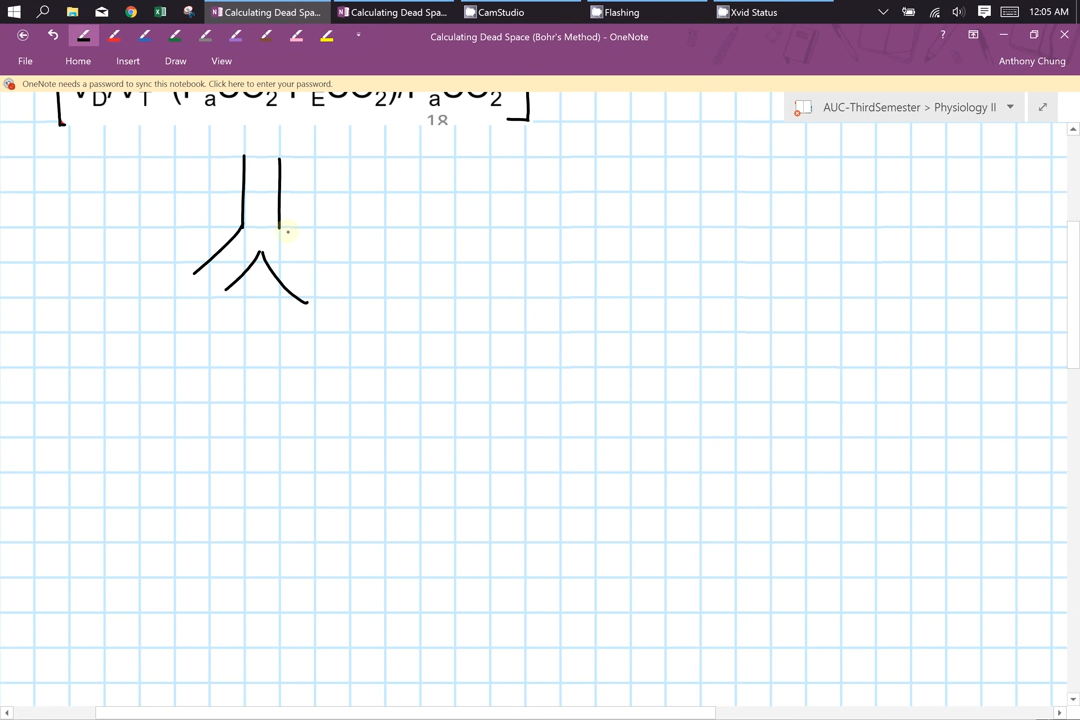 Calculating Dead Spa...
Calculating Dead Spa...
CamStudio
Flashing
Xvid Status
12:05 AM
Calculating Dead Space (Bohr's Method) - OneNote
?
File
Home
Insert
Draw
View
Anthony Chung
OneNote needs a password to sync this notebook. Click here to enter your password.
AUC-ThirdSemester > Physiology II
18